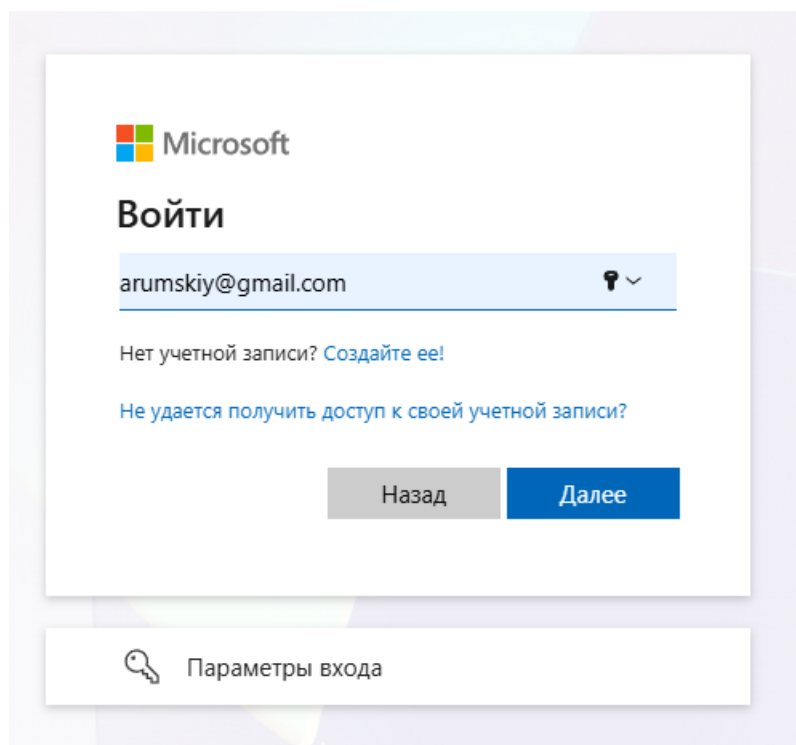 Microsoft
Войти
arumskiy@gmail.com
Нет учетной записи? Создайте ее!
Не удается получить доступ к своей учетной записи?
Назад Далее
Параметры входа